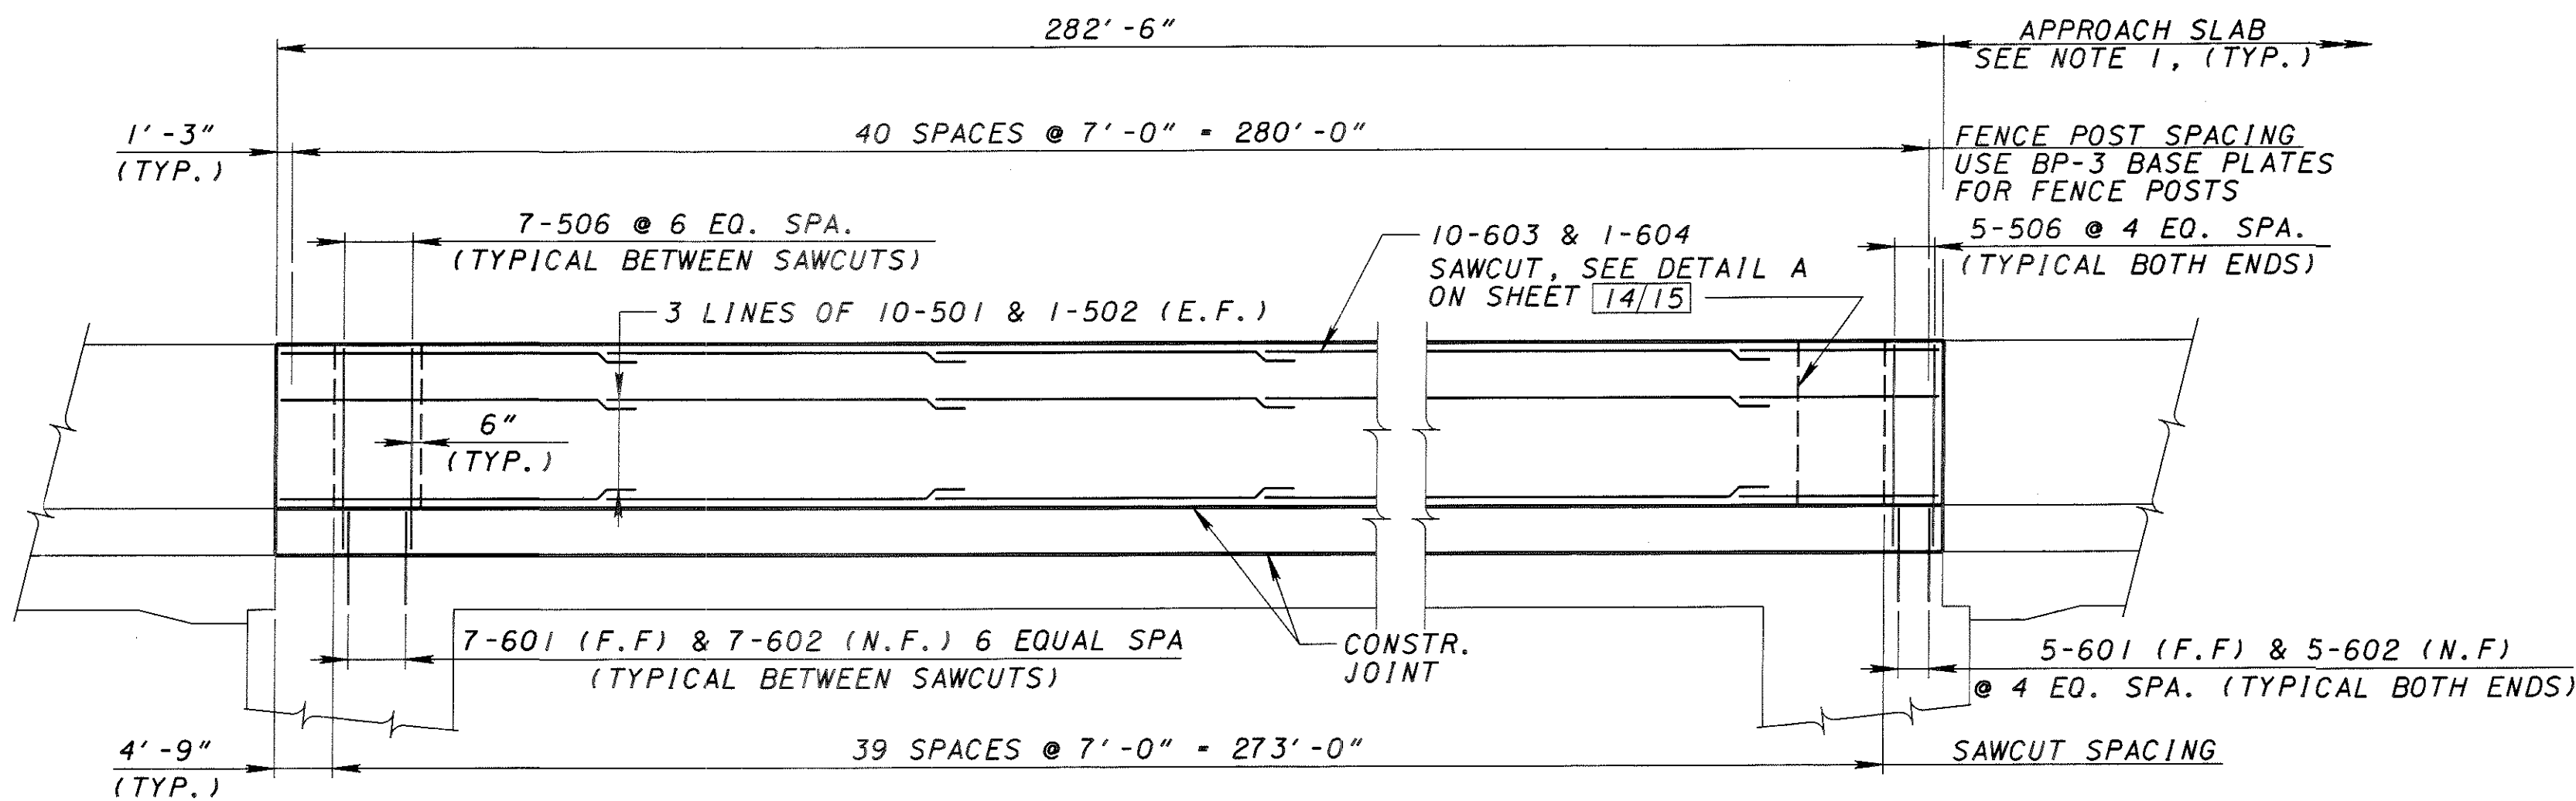 282'-6"
APPROACH SLAB
SEE NOTE 1, (TYP.)
1'-3"
(TYP.)
40 SPACES @ 7'-0" = 280'-0"
FENCE POST SPACING
USE BP-3 BASE PLATES
FOR FENCE POSTS
7-506 @ 6 EQ. SPA.
(TYPICAL BETWEEN SAWCUTS)
10-603 & 1-604
SAWCUT, SEE DETAIL A
ON SHEET 14/15
5-506 @ 4 EQ. SPA.
(TYPICAL BOTH ENDS)
3 LINES OF 10-501 & 1-502 (E.F.)
6"
(TYP.)
7-601 (F.F) & 7-602 (N.F.) 6 EQUAL SPA
(TYPICAL BETWEEN SAWCUTS)
CONSTR.
JOINT
5-601 (F.F) & 5-602 (N.F)
@ 4 EQ. SPA. (TYPICAL BOTH ENDS)
4'-9"
(TYP.)
39 SPACES @ 7'-0" = 273'-0"
SAWCUT SPACING